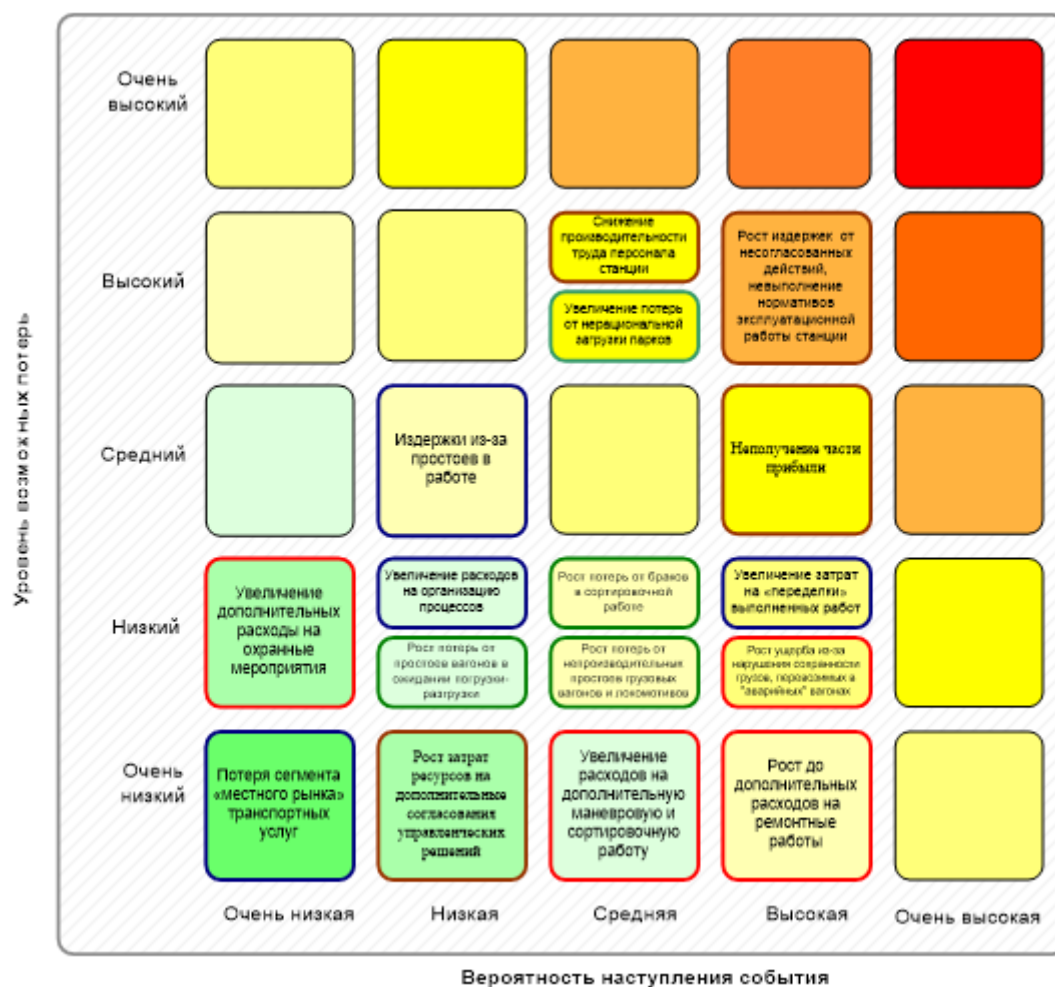 Очень
высокий
Высокий
Снижение
производительности
труда персонала
станции
Увеличение потерь
от нерациональной
загрузки парков
Рост издержек от
несогласованных
действий,
невыполнение
нормативов
эксплуатационной
работы станции
Уровень возможных потерь
Средний
Издержки из-за
простоев в
работе
Неполучение части
прибыли
Низкий
Увеличение
дополнительных
расходы на
охранные
мероприятия
Увеличение расходов
на организацию
процессов
Рост потерь от
простоев вагонов в
ожидании погрузки-
разгрузки
Рост потерь от браков
в сортировочной
работе
Рост потерь от
непроизводительных
простоев грузовых
вагонов и локомотивов
Увеличение затрат
на «переделки»
выполненных работ
Рост ущерба из-за
нарушения сохранности
грузов, перевозимых в
"аварийных" вагонах
Очень
низкий
Потеря сегмента
«местного рынка»
транспортных
услуг
Рост затрат
ресурсов на
дополнительные
согласования
управленческих
решений
Увеличение
расходов на
дополнительную
маневровую и
сортировочную
работу
Рост до
дополнительных
расходов на
ремонтные
работы
Очень низкая
Низкая
Средняя
Высокая
Очень высокая
Вероятность наступления события